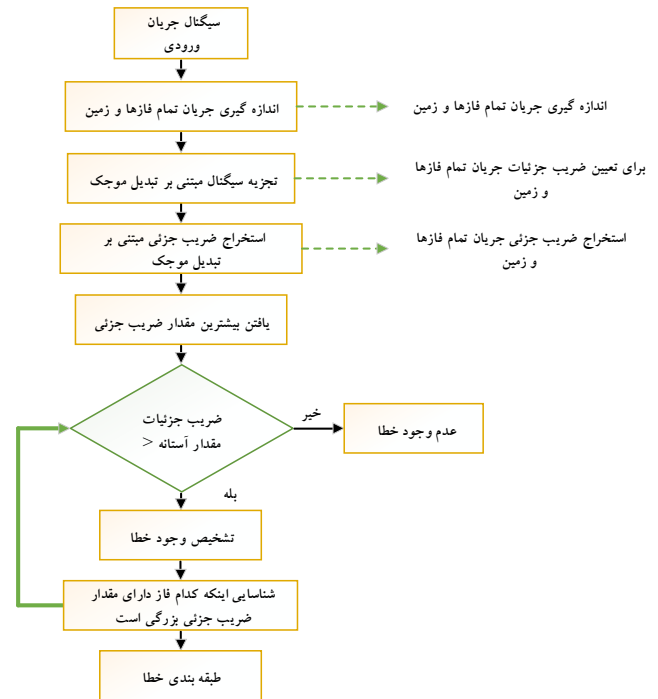 سیگنال جریان
ورودی
اندازه گیری جریان تمام فازها و زمین
اندازه گیری جریان تمام فازها و زمین
تجزیه سیگنال مبتنی بر تبدیل موجک
برای تعیین ضریب جزئیات جریان تمام فازها
و زمین
استخراج ضریب جزئی مبتنی بر
تبدیل موجک
استخراج ضریب جزئی جریان تمام فازها
و زمین
یافتن بیشترین مقدار ضریب جزئی
ضریب جزئیات
مقدار آستانه <
خیر
عدم وجود خطا
بله
تشخیص وجود خطا
شناسایی اینکه کدام فاز دارای مقدار
ضریب جزئی بزرگی است
طبقه بندی خطا